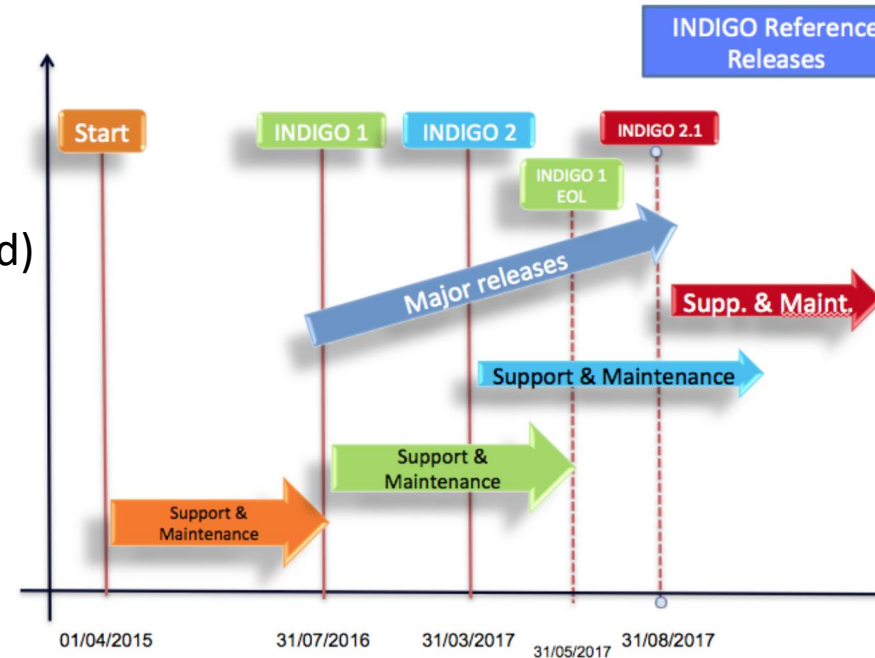 INDIGO Reference
Releases
Start
INDIGO 1
INDIGO 2
INDIGO 2.1
INDIGO 1
EOL
d)
Major releases
Supp. & Maint.
Support & Maintenance
Support &
Maintenance
Support &
Maintenance
01/04/2015
31/07/2016
31/03/2017
31/05/2017
31/08/2017